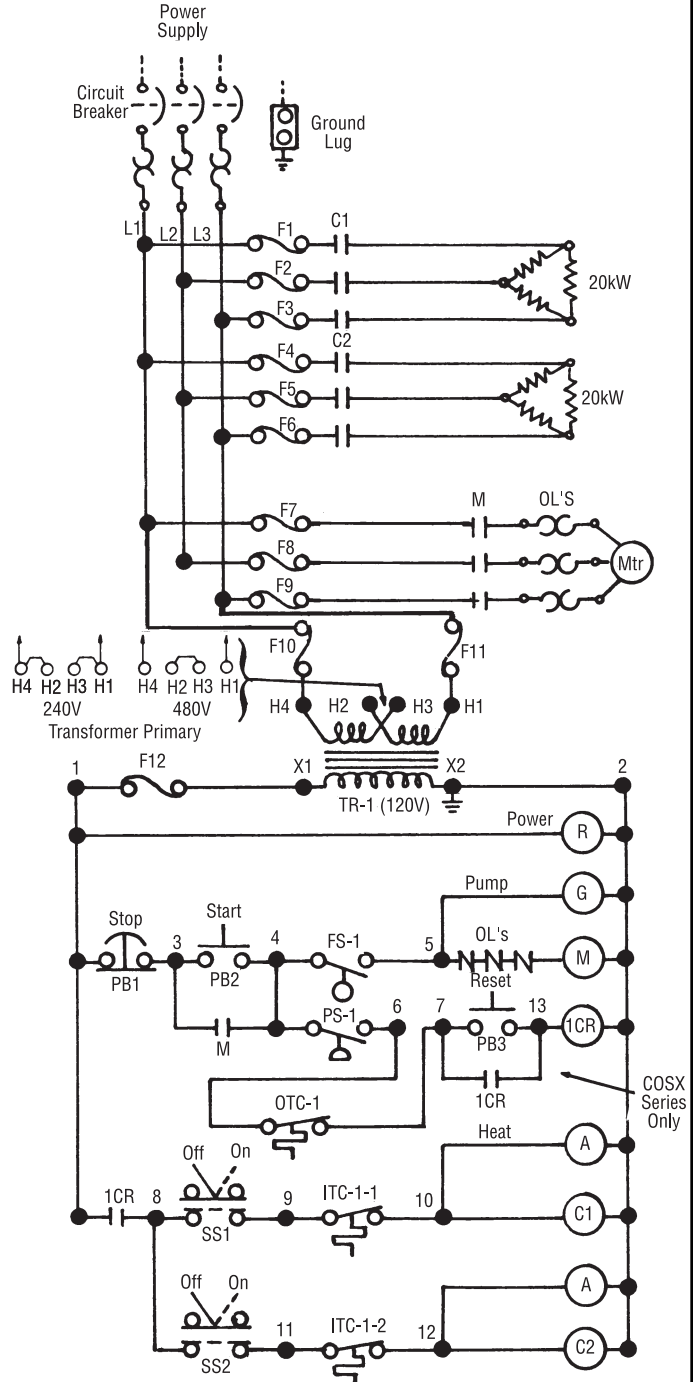 Power
Supply
Circuit
Breaker
Ground
Lug
L1 L2 L3
F1 C1
F2
20kW
F3
C2
F4
F5
20kW
F6
F7 M OL'S
F8 Mtr
F9
F10 F11
H4 H2 H3 H1 H4 H2 H3 H1
240V 480V
Transformer Primary
H4 H2 H3 H1
1 F12 X1 X2 2
TR-1 (120V)
Power R
Pump G
Stop Start
3 4 FS-1 5 OL's M
PB1 PB2 Reset
PS-1 6 7 13 1CR
M PB3
OTC-1 1CR
COSX
Series
Only
Heat A
Off On
1CR 8 9 ITC-1-1 10 C1
SS1
Off On A
11 ITC-1-2 12 C2
SS2